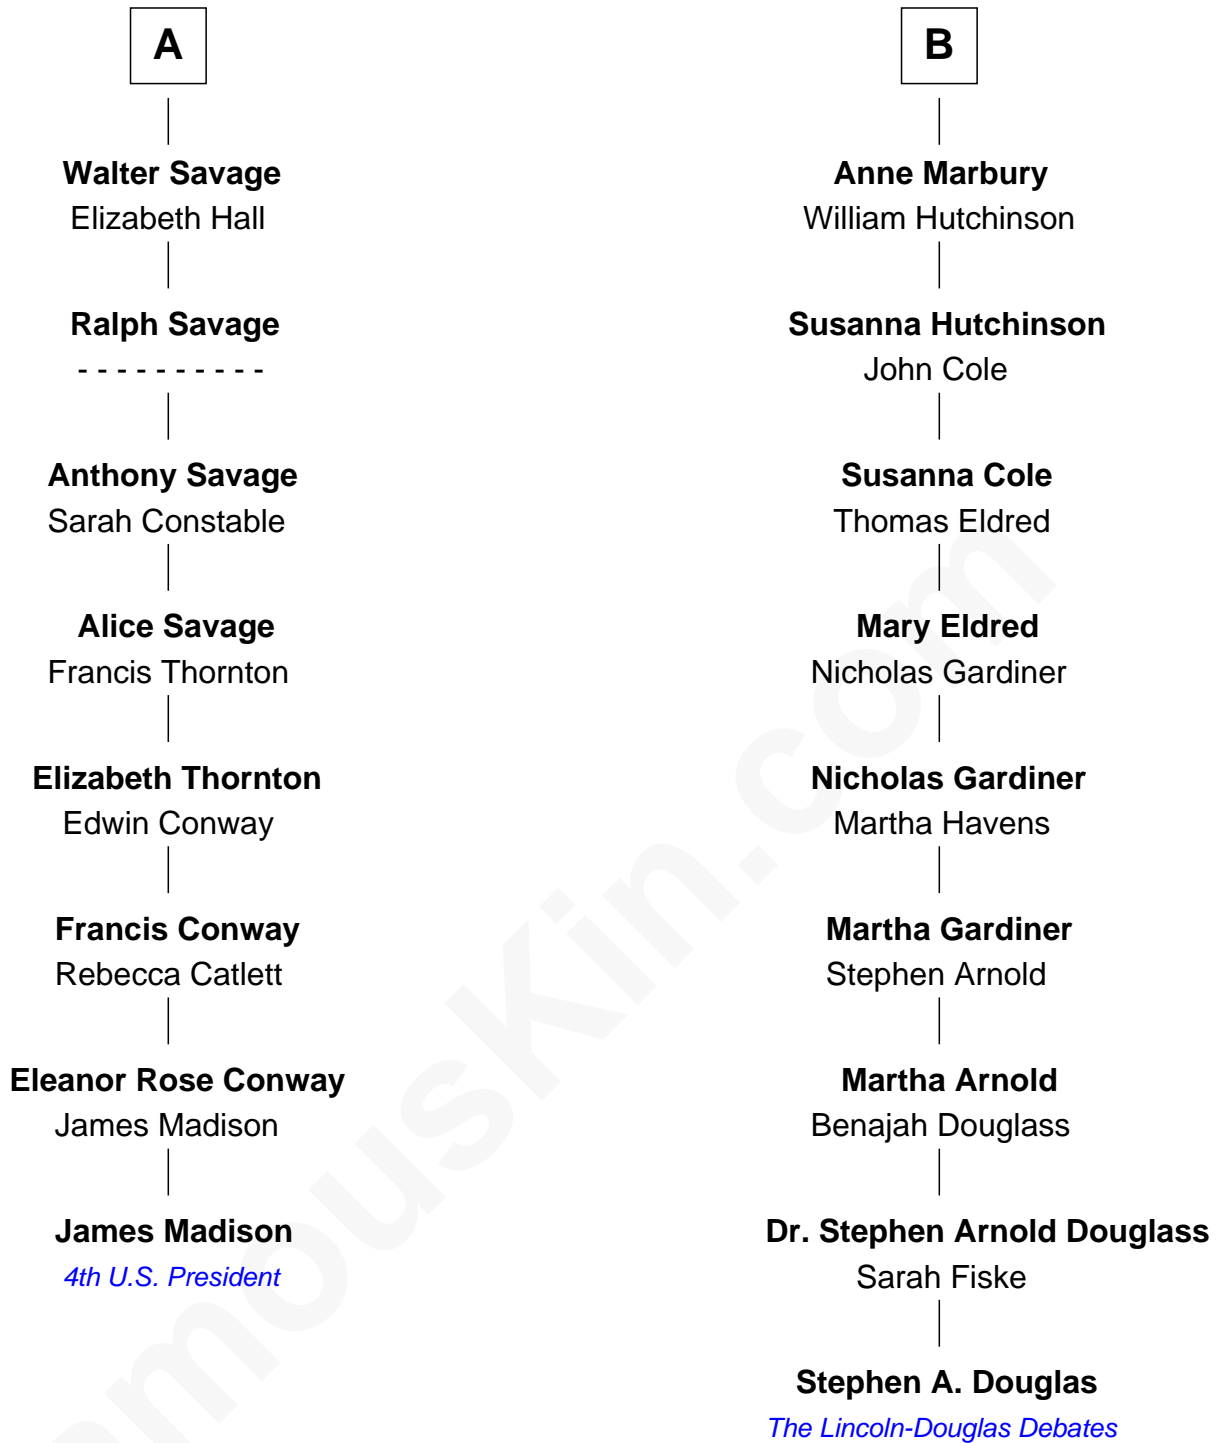 A
Walter Savage
Elizabeth Hall
Ralph Savage
- - - - - - - - - -
Anthony Savage
Sarah Constable
Alice Savage
Francis Thornton
Elizabeth Thornton
Edwin Conway
Francis Conway
Rebecca Catlett
Eleanor Rose Conway
James Madison
James Madison
4th U.S. President
B
Anne Marbury
William Hutchinson
Susanna Hutchinson
John Cole
Susanna Cole
Thomas Eldred
Mary Eldred
Nicholas Gardiner
Nicholas Gardiner
Martha Havens
Martha Gardiner
Stephen Arnold
Martha Arnold
Benajah Douglass
Dr. Stephen Arnold Douglass
Sarah Fiske
Stephen A. Douglas
The Lincoln-Douglas Debates
amousKin.com